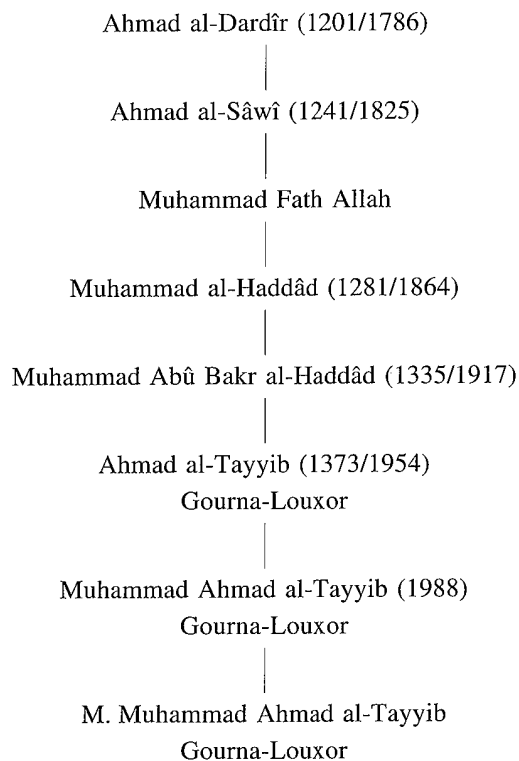 Ahmad al-Dardîr (1201/1786)
Ahmad al-Sâwî (1241/1825)
Muhammad Fath Allah
Muhammad al-Haddâd (1281/1864)
Muhammad Abû Bakr al-Haddâd (1335/1917)
Ahmad al-Tayyib (1373/1954)
Gourna-Louxor
Muhammad Ahmad al-Tayyib (1988)
Gourna-Louxor
M. Muhammad Ahmad al-Tayyib
Gourna-Louxor